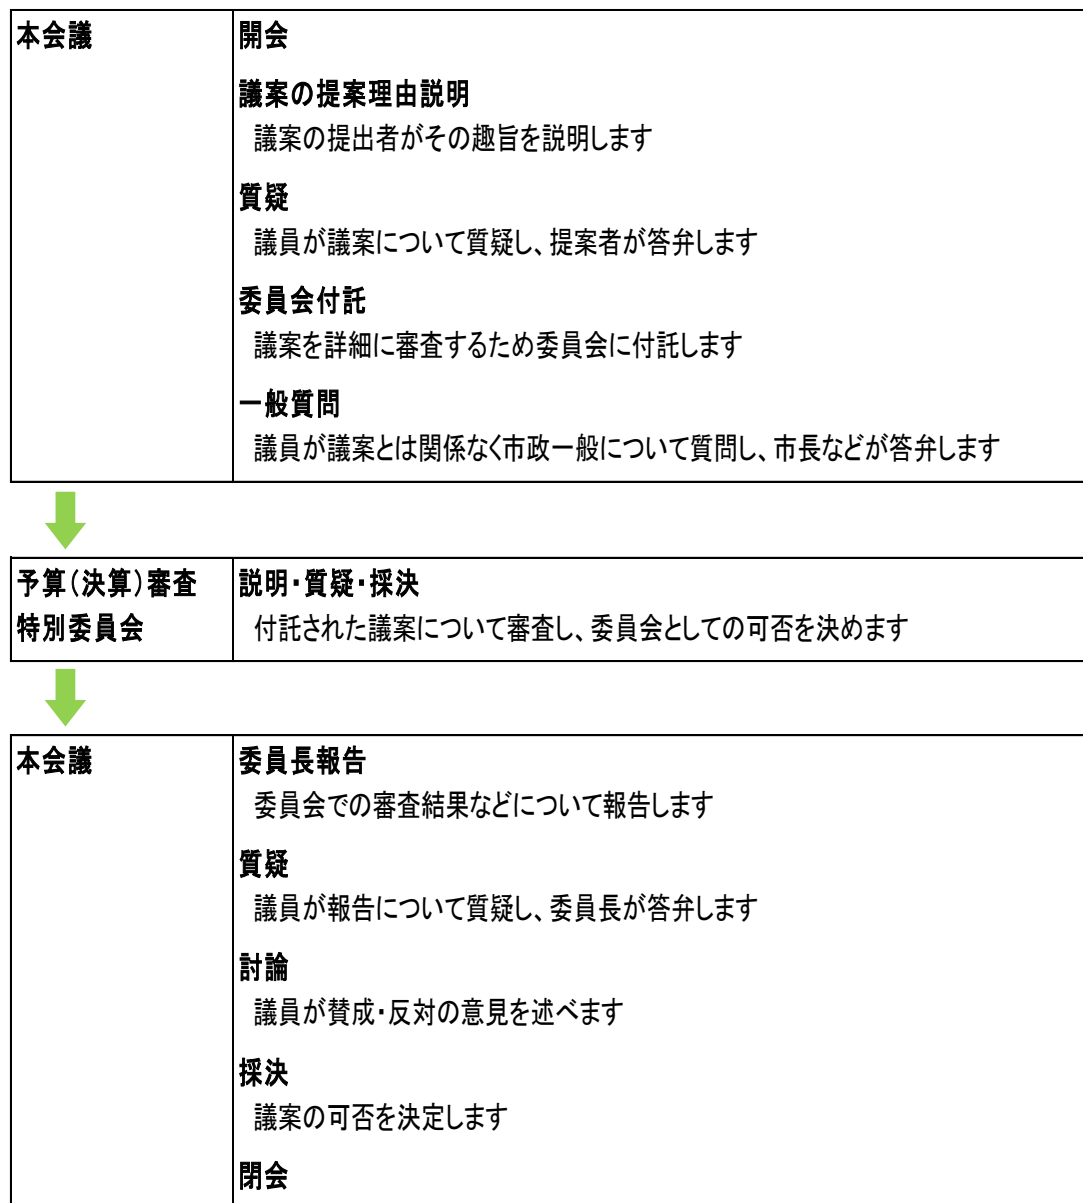 本会議
開会
議案の提案理由説明
議案の提出者がその趣旨を説明します
質疑
議員が議案について質疑し、提案者が答弁します
委員会付託
議案を詳細に審査するため委員会に付託します
一般質問
議員が議案とは関係なく市政一般について質問し、市長などが答弁します
予算(決算)審査
特別委員会
説明・質疑・採決
付託された議案について審査し、委員会としての可否を決めます
本会議
委員長報告
委員会での審査結果などについて報告します
質疑
議員が報告について質疑し、委員長が答弁します
討論
議員が賛成・反対の意見を述べます
採決
議案の可否を決定します
閉会